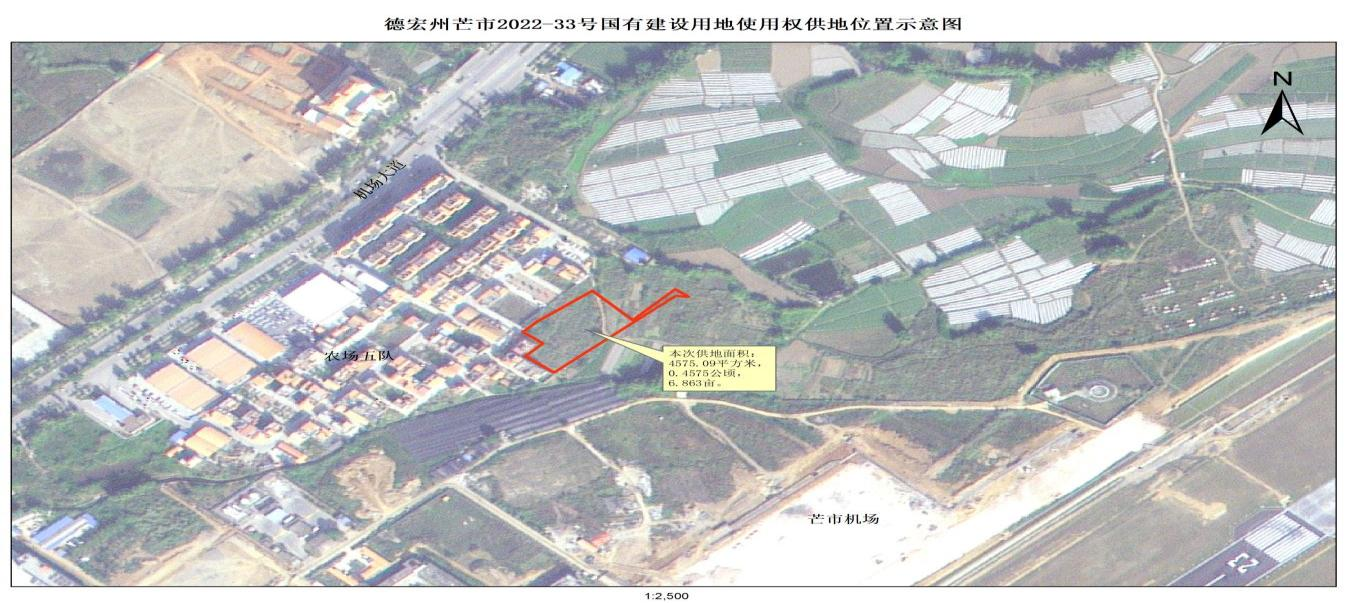 德宏州芒市2022-33号国有建设用地使用权供地位置示意图
N
机场大道
农场五队
本次供地面积：
4575.09平方米，
0.4575公顷，
6.863亩。
芒市机场
22
1:2,500